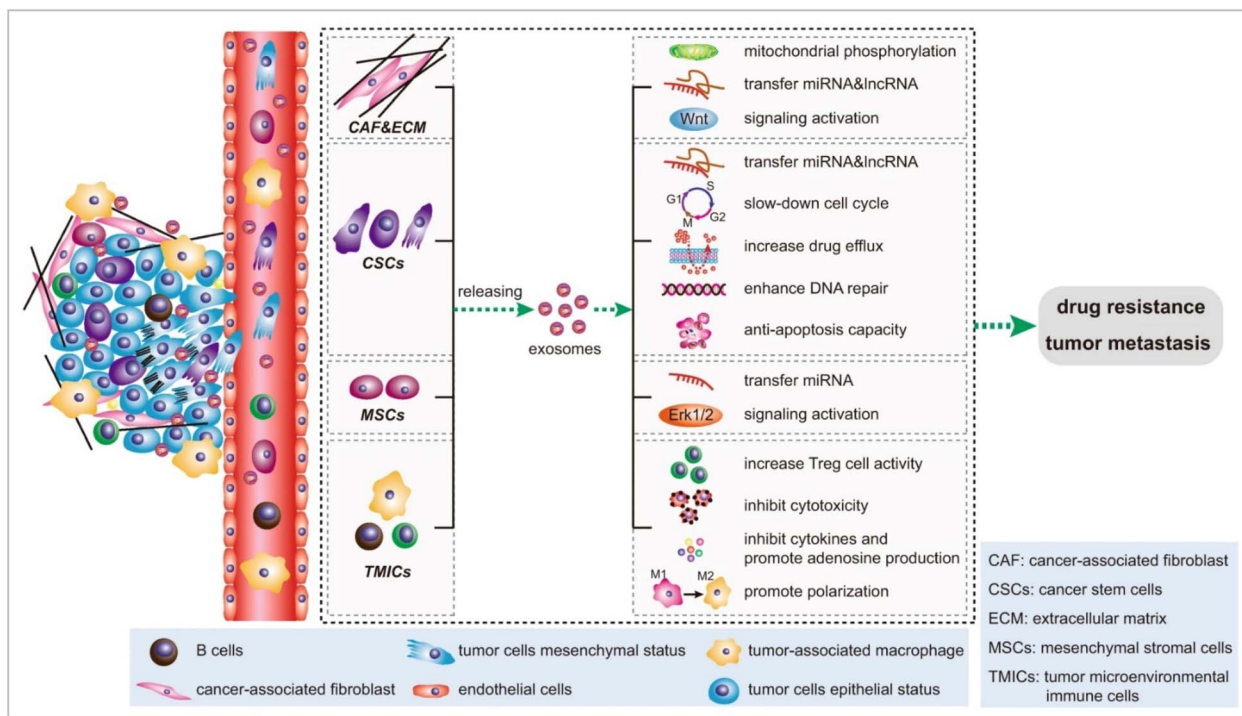 CAF&ECM
CSCs
MSCs
TMICs
releasing
exosomes
mitochondrial phosphorylation
transfer miRNA&lncRNA
Wnt
signaling activation
transfer miRNA&lncRNA
S
G1
G2
M
slow-down cell cycle
increase drug efflux
enhance DNA repair
anti-apoptosis capacity
transfer miRNA
Erk1/2
signaling activation
increase Treg cell activity
inhibit cytotoxicity
inhibit cytokines and
promote adenosine production
M1
M2
promote polarization
drug resistance
tumor metastasis
B cells
tumor cells mesenchymal status
tumor-associated macrophage
cancer-associated fibroblast
endothelial cells
tumor cells epithelial status
CAF: cancer-associated fibroblast
CSCs: cancer stem cells
ECM: extracellular matrix
MSCs: mesenchymal stromal cells
TMICs: tumor microenvironmental
immune cells